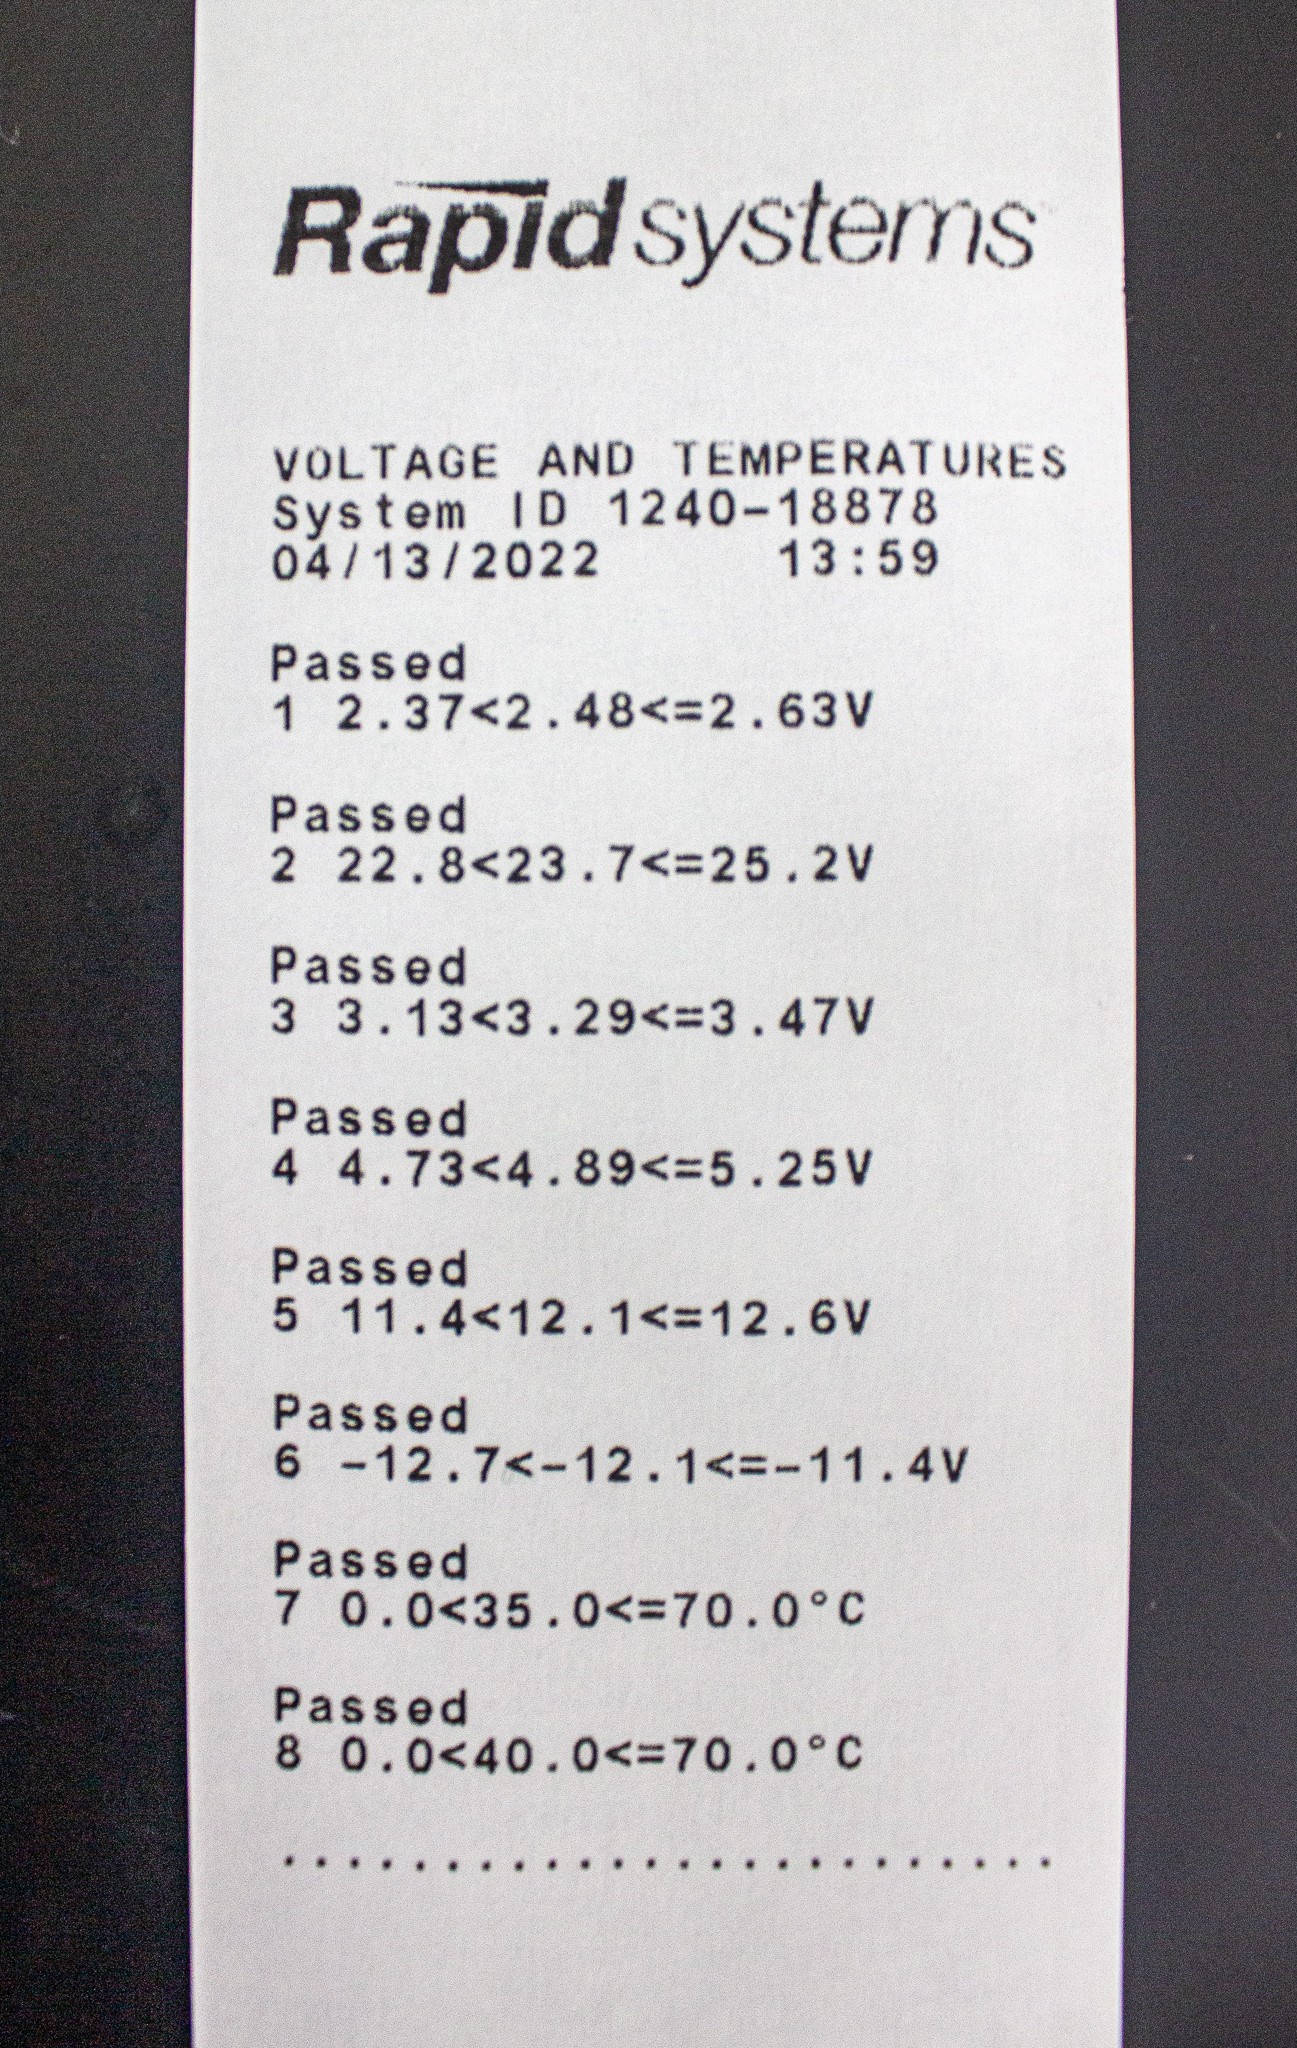 Rapidsystems
VOLTAGE AND TEMPERATURES
System ID 1240-18878
04/13/2022 13:59
Passed
1 2.37<2.48<=2.63V
Passed
2 22.8<23.7<=25.2V
Passed
3 3.13<3.29<=3.47V
Passed
4 4.73<4.89<=5.25V
Passed
5 11.4<12.1<=12.6V
Passed
6 -12.7<-12.1<=-11.4V
Passed
7 0.0<35.0<=70.0°C
Passed
8 0.0<40.0<=70.0°C
........................